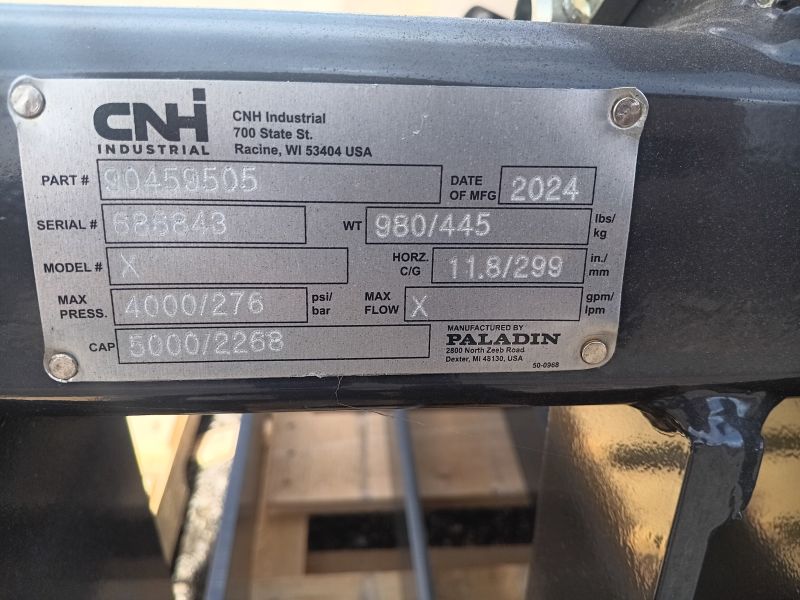 CNH
INDUSTRIAL
CNH Industrial
700 State St.
Racine, WI 53404 USA
PART # 90459505
DATE OF MFG 2024
SERIAL # 686843
WT 980/445 lbs/kg
MODEL # X
HORZ. C/G 11.8/299 in./mm
MAX PRESS. 4000/276 psi/bar
MAX FLOW X gpm/lpm
CAP 5000/2268
MANUFACTURED BY
PALADIN
2800 North Zeeb Road
Dexter, MI 48130, USA
50-0968